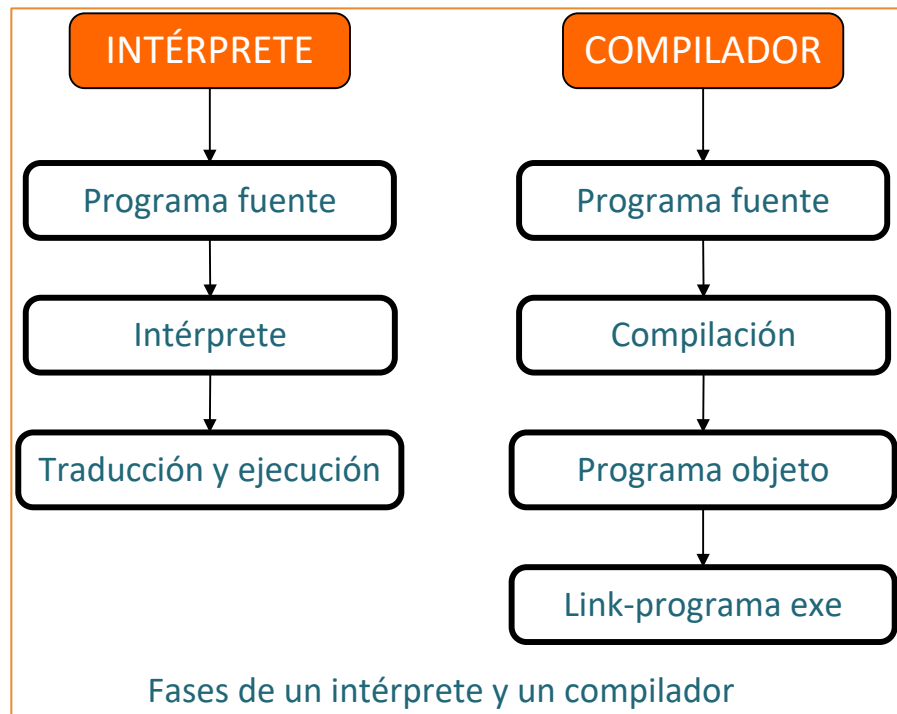 INTÉRPRETE
Programa fuente
Intérprete
Traducción y ejecución
COMPILADOR
Programa fuente
Compilación
Programa objeto
Link-programa exe
Fases de un intérprete y un compilador